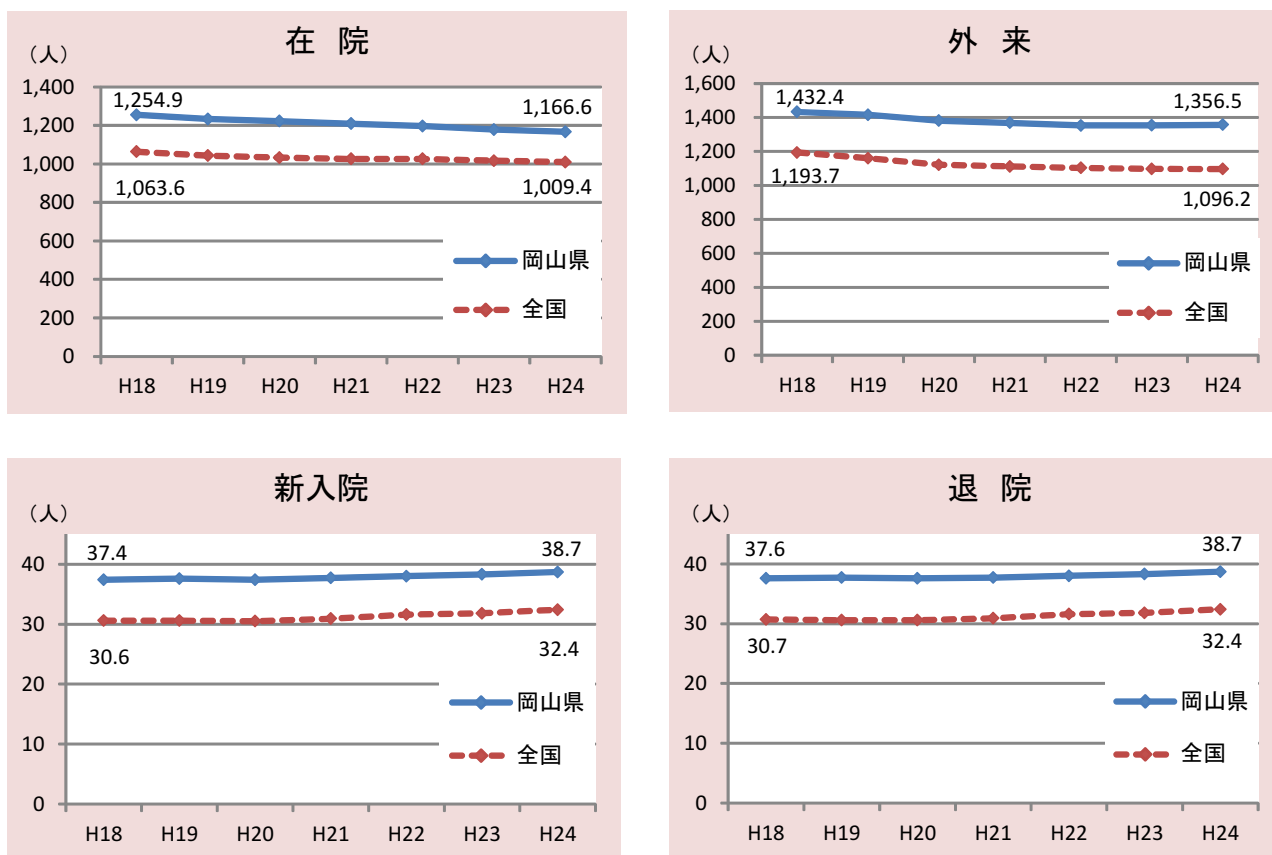 在 院
(人)
1,400
1,200
1,000
800
600
400
200
0
1,254.9
1,166.6
1,063.6
1,009.4
岡山県
全国
H18 H19 H20 H21 H22 H23 H24
外 来
(人)
1,600
1,400
1,200
1,000
800
600
400
200
0
1,432.4
1,356.5
1,193.7
1,096.2
岡山県
全国
H18 H19 H20 H21 H22 H23 H24
新入院
(人)
40
30
20
10
0
37.4
38.7
30.6
32.4
岡山県
全国
H18 H19 H20 H21 H22 H23 H24
退 院
(人)
40
30
20
10
0
37.6
38.7
30.7
32.4
岡山県
全国
H18 H19 H20 H21 H22 H23 H24